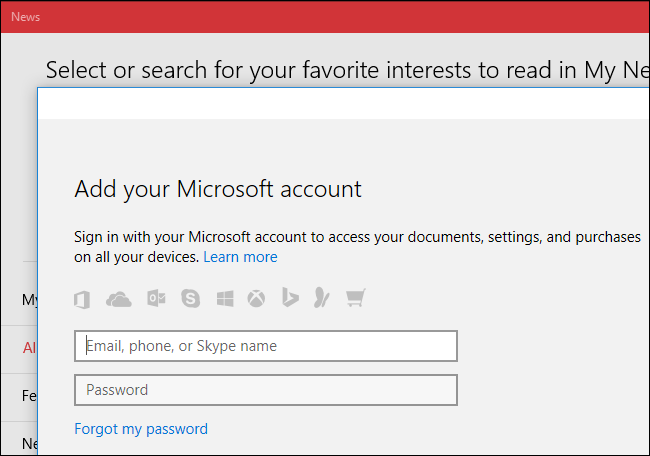 News
Select or search for your favorite interests to read in My Ne
Add your Microsoft account
Sign in with your Microsoft account to access your documents, settings, and purchases
on all your devices. Learn more
My
All
Email, phone, or Skype name
Fe
Password
Forgot my password
Ne